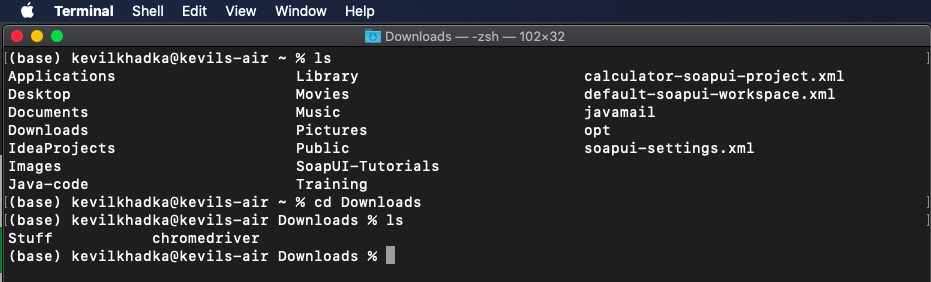 Terminal Shell Edit View Window Help
Downloads — -zsh — 102×32
[(base) kevilkhadka@kevils-air ~ % ls ]
Applications Library calculator-soapui-project.xml
Desktop Movies default-soapui-workspace.xml
Documents Music javamail
Downloads Pictures opt
IdeaProjects Public soapui-settings.xml
Images SoapUI-Tutorials
Java-code Training
[(base) kevilkhadka@kevils-air ~ % cd Downloads ]
[(base) kevilkhadka@kevils-air Downloads % ls ]
Stuff chromedriver
(base) kevilkhadka@kevils-air Downloads %